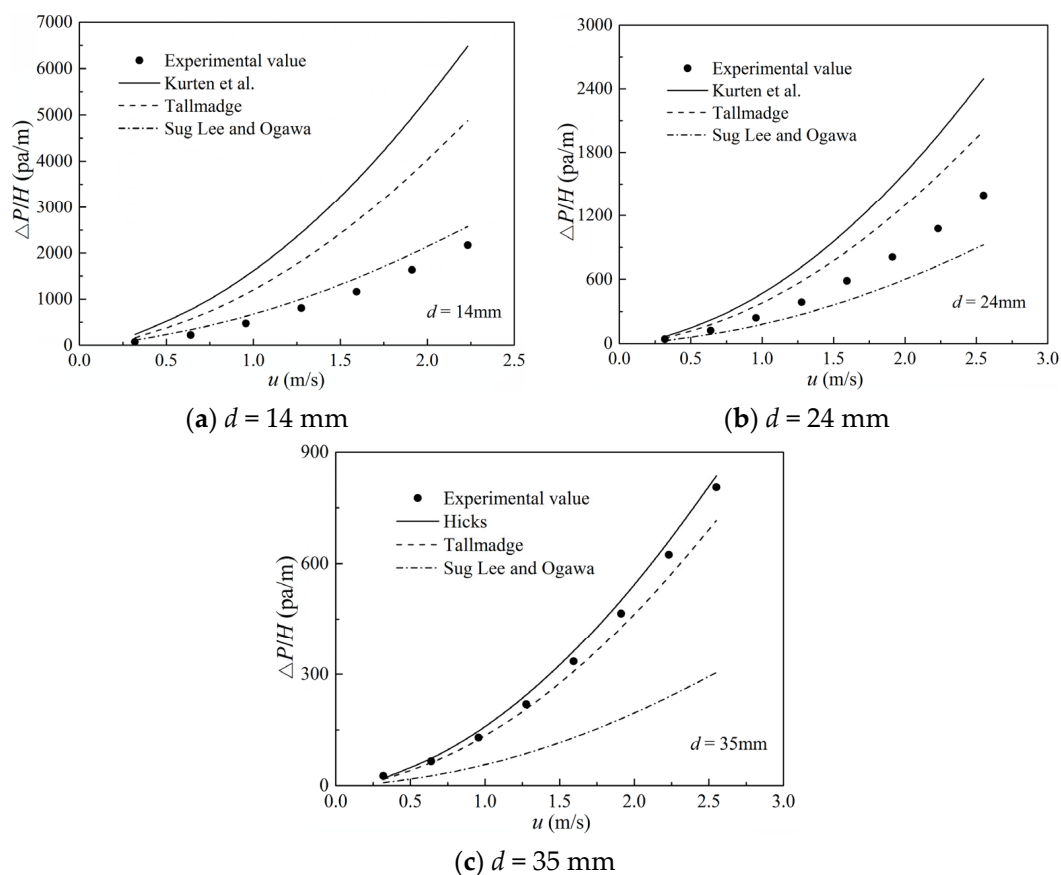 7000
6000
5000
4000
3000
2000
1000
0
△P/H (pa/m)
Experimental value
Kurten et al.
Tallmadge
Sug Lee and Ogawa
d = 14mm
0.0 0.5 1.0 1.5 2.0 2.5
u (m/s)
(a) d = 14 mm
3000
2400
1800
1200
600
0
△P/H (pa/m)
Experimental value
Kurten et al.
Tallmadge
Sug Lee and Ogawa
d = 24mm
0.0 0.5 1.0 1.5 2.0 2.5 3.0
u (m/s)
(b) d = 24 mm
900
600
300
0
△P/H (pa/m)
Experimental value
Hicks
Tallmadge
Sug Lee and Ogawa
d = 35mm
0.0 0.5 1.0 1.5 2.0 2.5 3.0
u (m/s)
(c) d = 35 mm